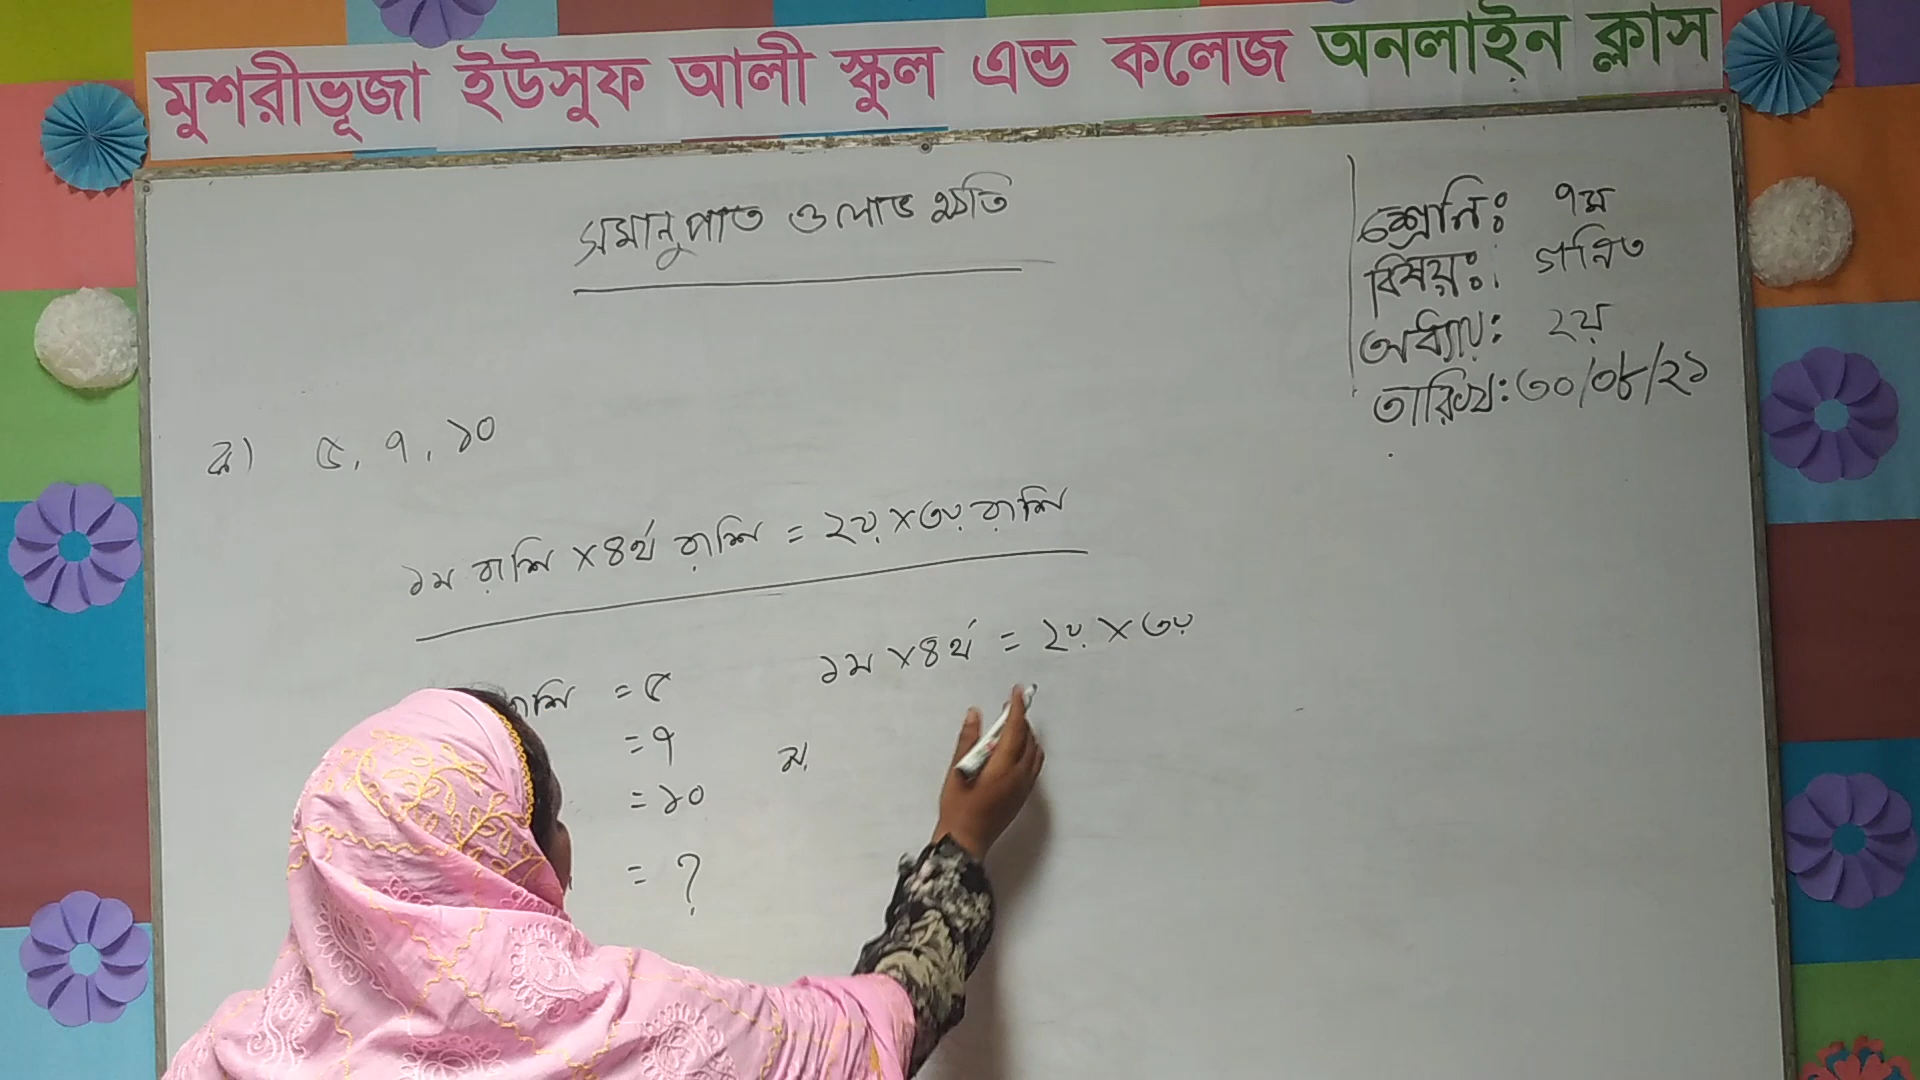 মুশরীভূজা ইউসুফ আলী স্কুল এন্ড কলেজ অনলাইন ক্লাস
সমানুপাত ও লাভ ক্ষতি
শ্রেনি: ৭ম
বিষয়: গনিত
অধ্যায়: ২য়
তারিখ: ৩০/০৮/২১
ক) ৫, ৭, ১০
১ম রাশি × ৪র্থ রাশি = ২য় × ৩য় রাশি
রাশি = ৫
= ৭
= ১০
= ?
১ম × ৪র্থ = ২য় × ৩য়